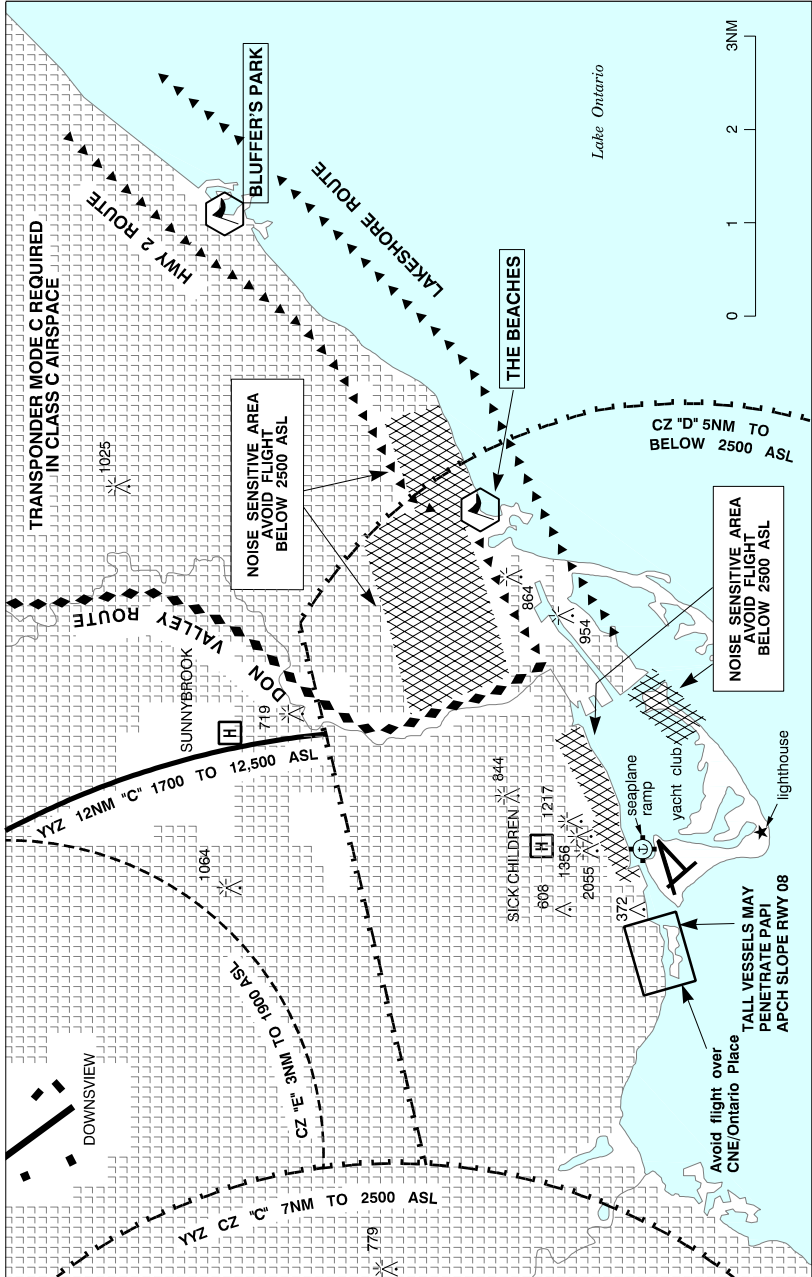 TRANSPONDER MODE C REQUIRED
IN CLASS C AIRSPACE
BLUFFER'S PARK
HWY 2 ROUTE
LAKESHORE ROUTE
Lake Ontario
0 1 2 3NM
1025
NOISE SENSITIVE AREA
AVOID FLIGHT
BELOW 2500 ASL
THE BEACHES
CZ "D" 5NM TO
BELOW 2500 ASL
DON VALLEY ROUTE
SUNNYBROOK
H
719
864
954
NOISE SENSITIVE AREA
AVOID FLIGHT
BELOW 2500 ASL
YYZ 12NM "C" 1700 TO 12,500 ASL
1064
844
SICK CHILDREN
H
1217
608
1356
2055
372
seaplane
ramp
yacht club
lighthouse
CZ "E" 3NM TO 1900 ASL
DOWNSVIEW
TALL VESSELS MAY
PENETRATE PAPI
APCH SLOPE RWY 08
Avoid flight over
CNE/Ontario Place
YYZ CZ "C" 7NM TO 2500 ASL
779